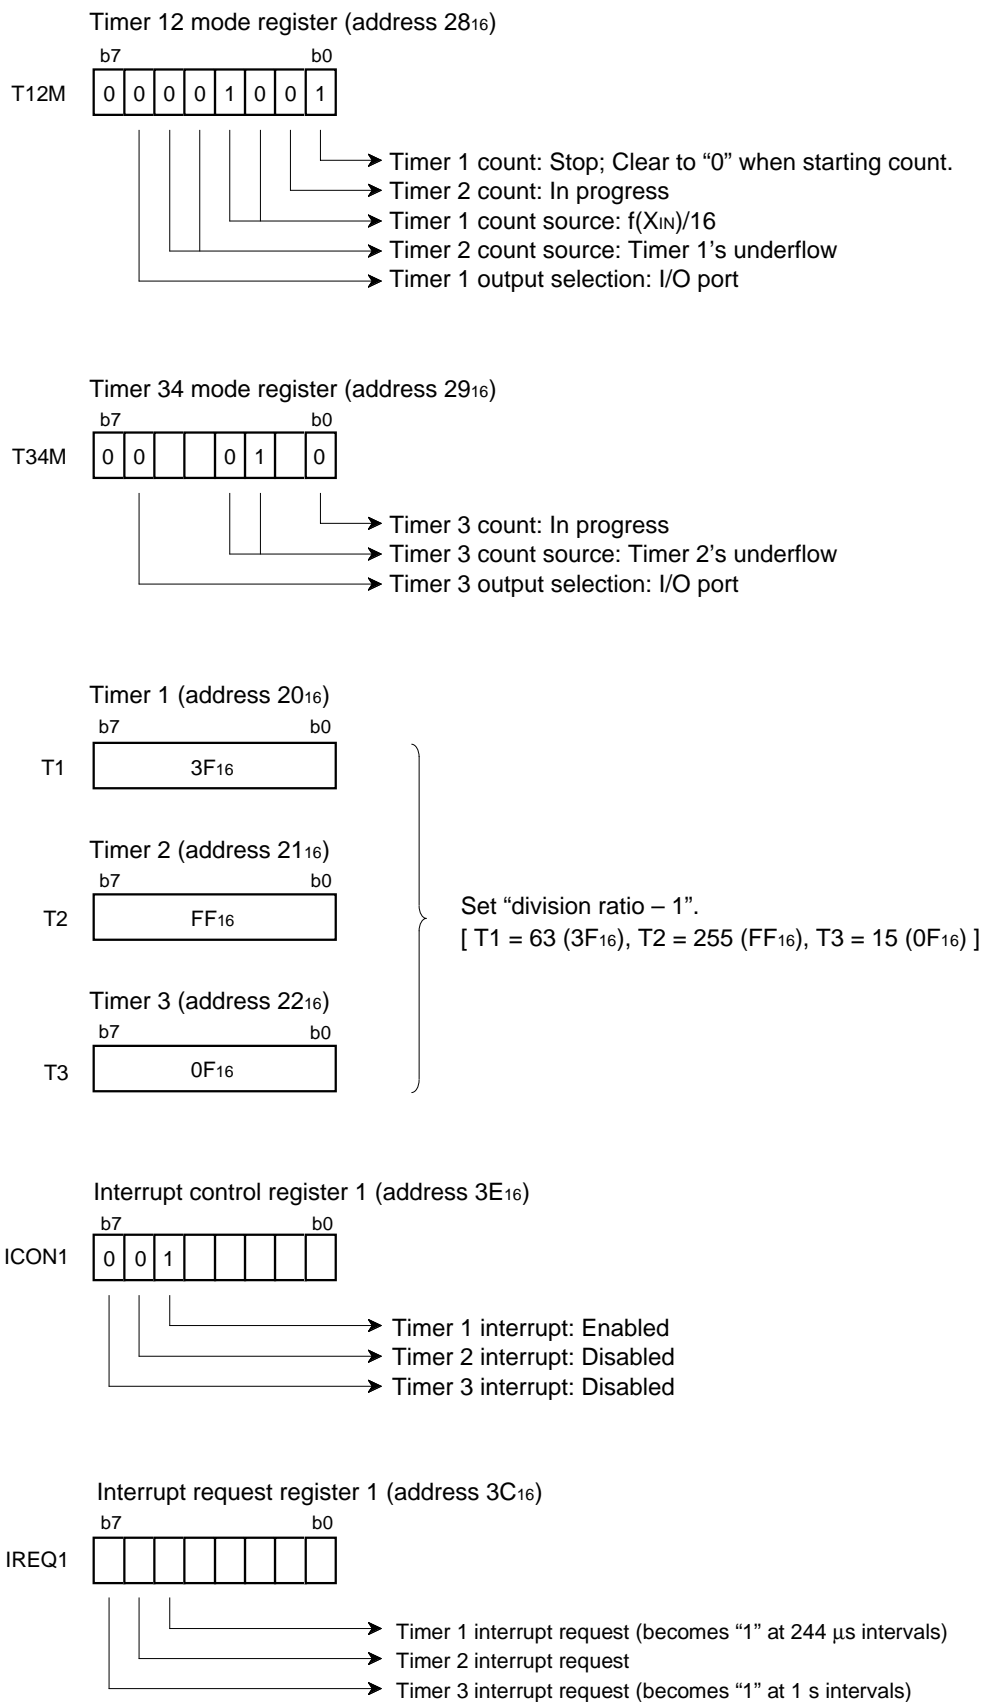 Timer 12 mode register (address 2816)
b7 b0
T12M 0 0 0 0 1 0 0 1
Timer 1 count: Stop; Clear to “0” when starting count.
Timer 2 count: In progress
Timer 1 count source: f(XIN)/16
Timer 2 count source: Timer 1’s underflow
Timer 1 output selection: I/O port
Timer 34 mode register (address 2916)
b7 b0
T34M 0 0 0 1 0
Timer 3 count: In progress
Timer 3 count source: Timer 2’s underflow
Timer 3 output selection: I/O port
Timer 1 (address 2016)
b7 b0
T1 3F16
Timer 2 (address 2116)
b7 b0
T2 FF16
Set “division ratio – 1”.
[ T1 = 63 (3F16), T2 = 255 (FF16), T3 = 15 (0F16) ]
Timer 3 (address 2216)
b7 b0
T3 0F16
Interrupt control register 1 (address 3E16)
b7 b0
ICON1 0 0 1
Timer 1 interrupt: Enabled
Timer 2 interrupt: Disabled
Timer 3 interrupt: Disabled
Interrupt request register 1 (address 3C16)
b7 b0
IREQ1
Timer 1 interrupt request (becomes “1” at 244 μs intervals)
Timer 2 interrupt request
Timer 3 interrupt request (becomes “1” at 1 s intervals)